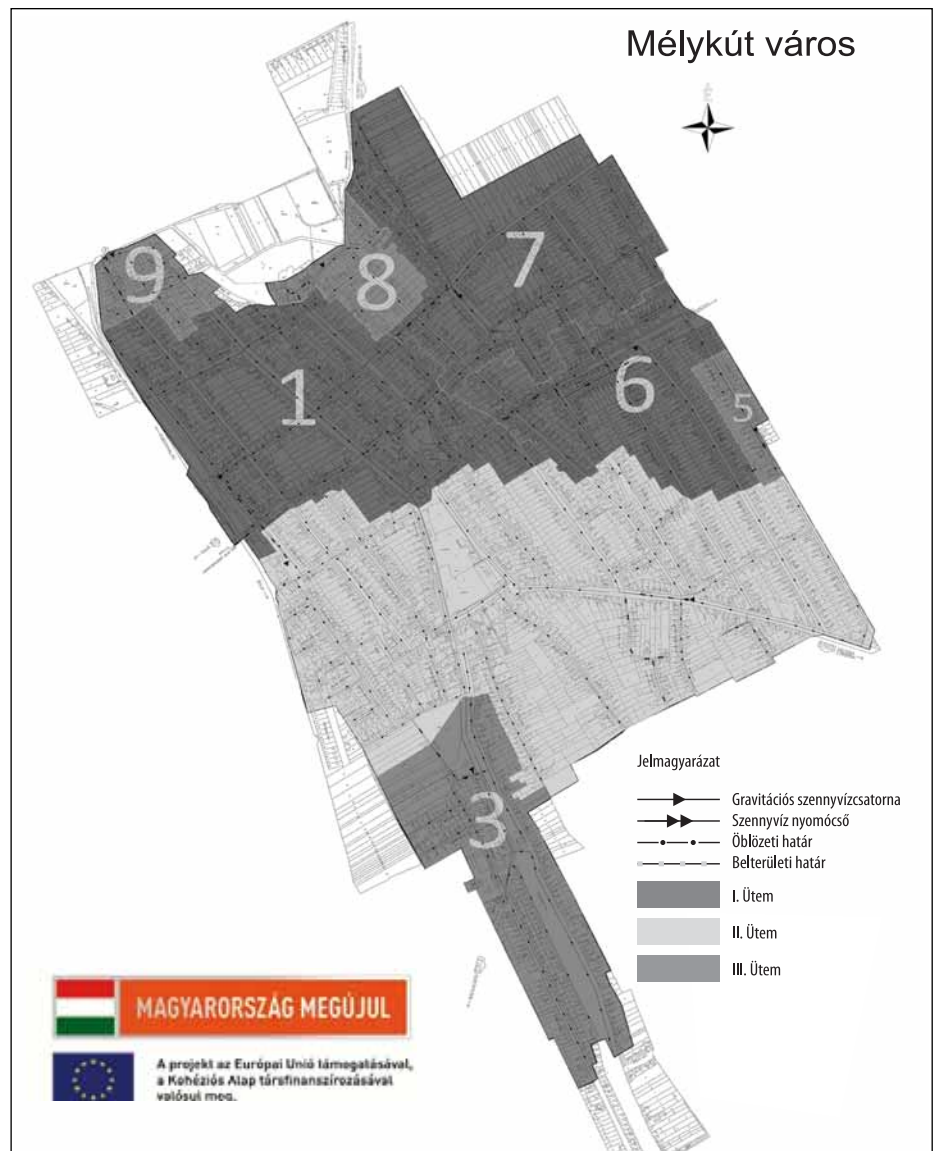 Mélykút város
9
8
7
1
6
5
3
Jelmagyarázat
Gravitációs szennyvízcsatorna
Szennyvíz nyomócső
Öblözeti határ
Belterületi határ
I. Ütem
II. Ütem
III. Ütem
MAGYARORSZÁG MEGÚJUL
A projekt az Európai Unió támogatásával,
a Kohéziós Alap társfinanszírozásával
valósul meg.